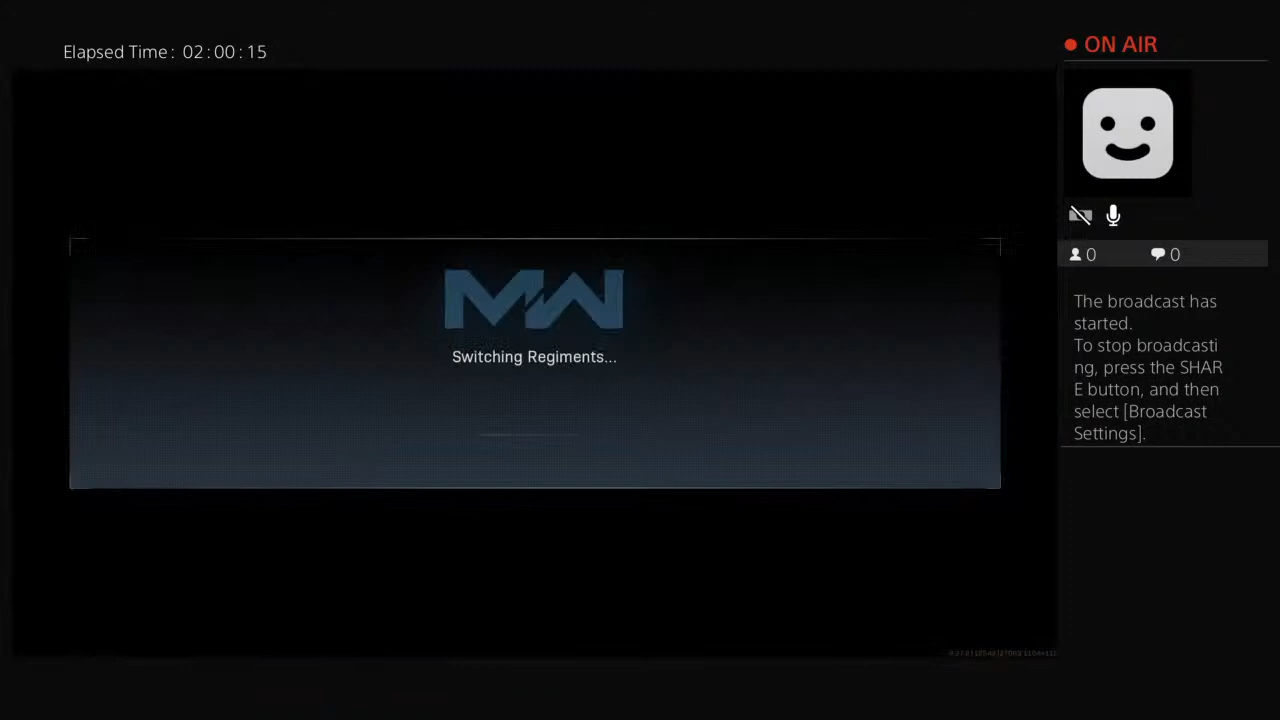 Elapsed Time: 02:00:15
ON AIR
0 0
MW
Switching Regiments...
The broadcast has
started.
To stop broadcasti
ng, press the SHAR
E button, and then
select [Broadcast
Settings].